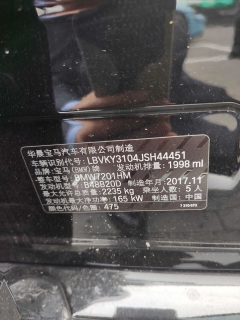 华晨宝马汽车有限公司制造
车辆识别代号: LBVKY3104JSH44451
发动机排量: 1998 ml
品牌: 宝马 (BMW) 牌
整车型号: BMW7201HM
发动机型号: B48B20D 制造年月: 2017.11
最大允许总质量: 2235 kg 乘坐人数: 5 人
发动机最大净功率: 165 kW 制造国: 中国
颜色/color: 475